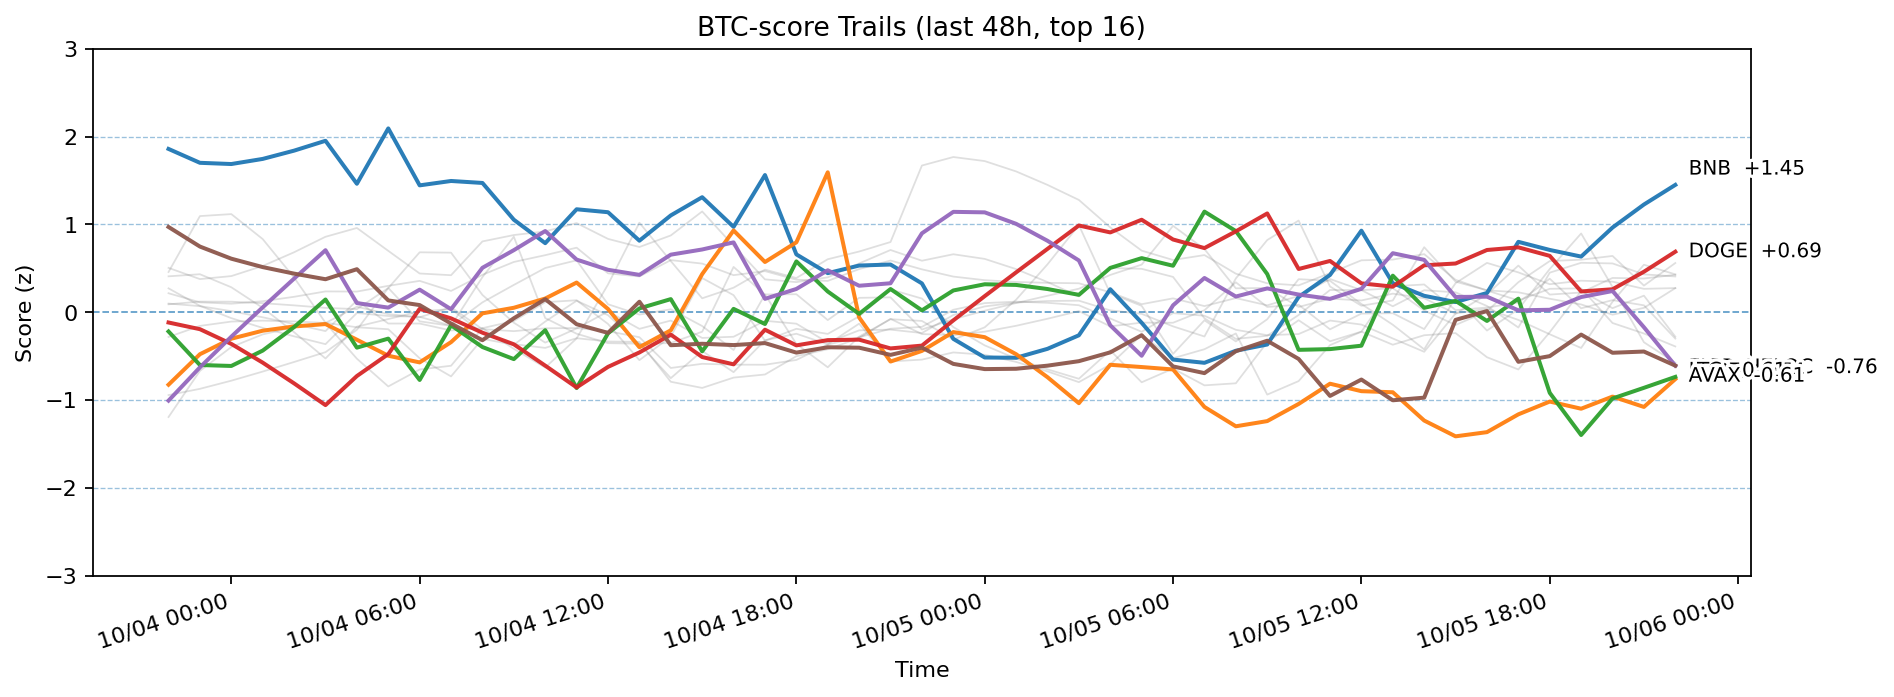 BTC-score Trails (last 48h, top 16)
Score (z)
3
2
1
0
−1
−2
−3
BNB +1.45
DOGE +0.69
-0.76
AVAX -0.61
10/04 00:00
10/04 06:00
10/04 12:00
10/04 18:00
10/05 00:00
10/05 06:00
10/05 12:00
10/05 18:00
10/06 00:00
Time